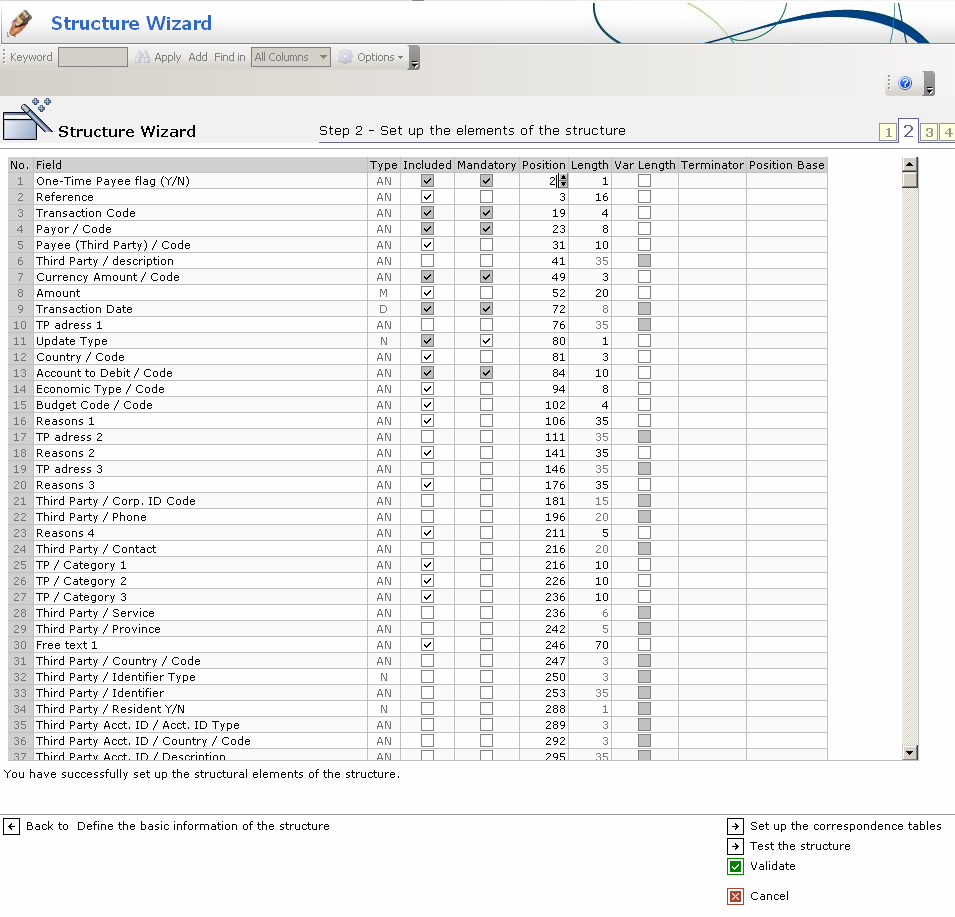 Structure Wizard
Keyword Apply Add Find in All Columns Options
Structure Wizard Step 2 - Set up the elements of the structure 1 2 3 4
No. Field Type Included Mandatory Position Length Var Length Terminator Position Base
1 One-Time Payee flag (Y/N) AN 2 1
2 Reference AN 3 16
3 Transaction Code AN 19 4
4 Payor / Code AN 23 8
5 Payee (Third Party) / Code AN 31 10
6 Third Party / description AN 41 35
7 Currency Amount / Code AN 49 3
8 Amount M 52 20
9 Transaction Date D 72 8
10 TP adress 1 AN 76 35
11 Update Type N 80 1
12 Country / Code AN 81 3
13 Account to Debit / Code AN 84 10
14 Economic Type / Code AN 94 8
15 Budget Code / Code AN 102 4
16 Reasons 1 AN 106 35
17 TP adress 2 AN 111 35
18 Reasons 2 AN 141 35
19 TP adress 3 AN 146 35
20 Reasons 3 AN 176 35
21 Third Party / Corp. ID Code AN 181 15
22 Third Party / Phone AN 196 20
23 Reasons 4 AN 211 5
24 Third Party / Contact AN 216 20
25 TP / Category 1 AN 216 10
26 TP / Category 2 AN 226 10
27 TP / Category 3 AN 236 10
28 Third Party / Service AN 236 6
29 Third Party / Province AN 242 5
30 Free text 1 AN 246 70
31 Third Party / Country / Code AN 247 3
32 Third Party / Identifier Type N 250 3
33 Third Party / Identifier AN 253 35
34 Third Party / Resident Y/N N 288 1
35 Third Party Acct. ID / Acct. ID Type AN 289 3
36 Third Party Acct. ID / Country / Code AN 292 3
37 Third Party Acct. ID / Description AN 295 35
You have successfully set up the structural elements of the structure.
Back to Define the basic information of the structure
Set up the correspondence tables
Test the structure
Validate
Cancel